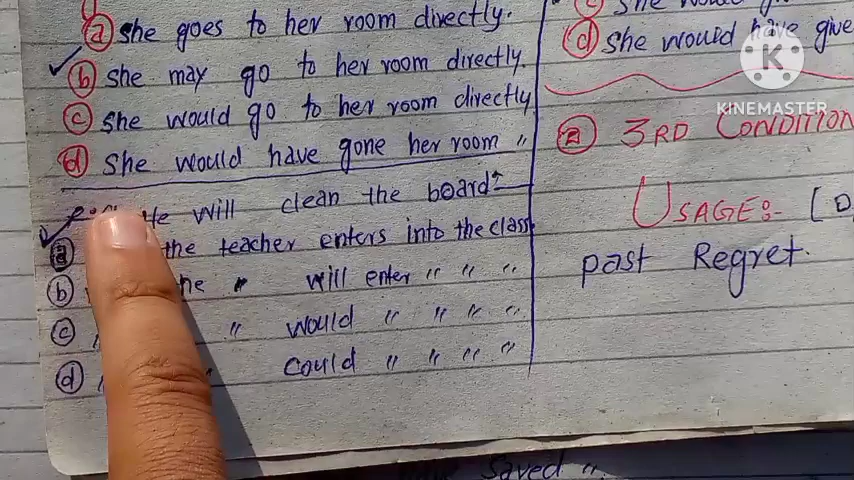 (a) she goes to her room directly.
(b) She may go to her room directly.
(c) She would go to her room directly
(d) She would have gone her room "
He will clean the board
(a) the teacher enters into the class.
(b) " will enter " " "
(c) " would " " "
(d) could " " "
(d) She would have give
K
KINEMASTER
(2) 3RD CONDITION
USAGE:- [
past Regret.
Saved ".